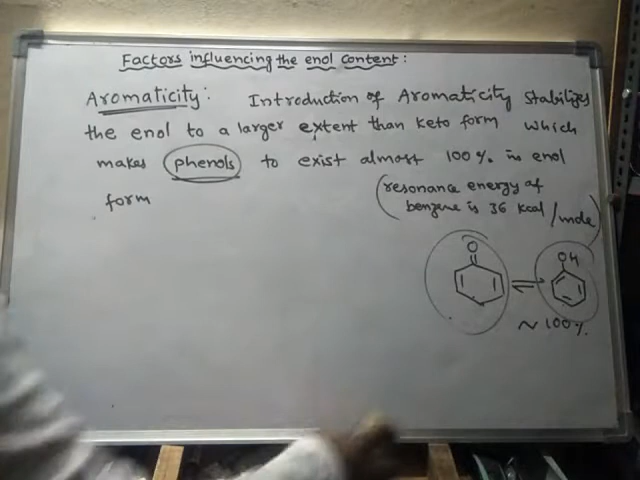 Factors influencing the enol content:
Aromaticity: Introduction of Aromaticity stabilizes
the enol to a larger extent than keto form which
makes phenols to exist almost 100% in enol
form
(resonance energy of
benzene is 36 kcal/mole)
O
OH
~ 100%